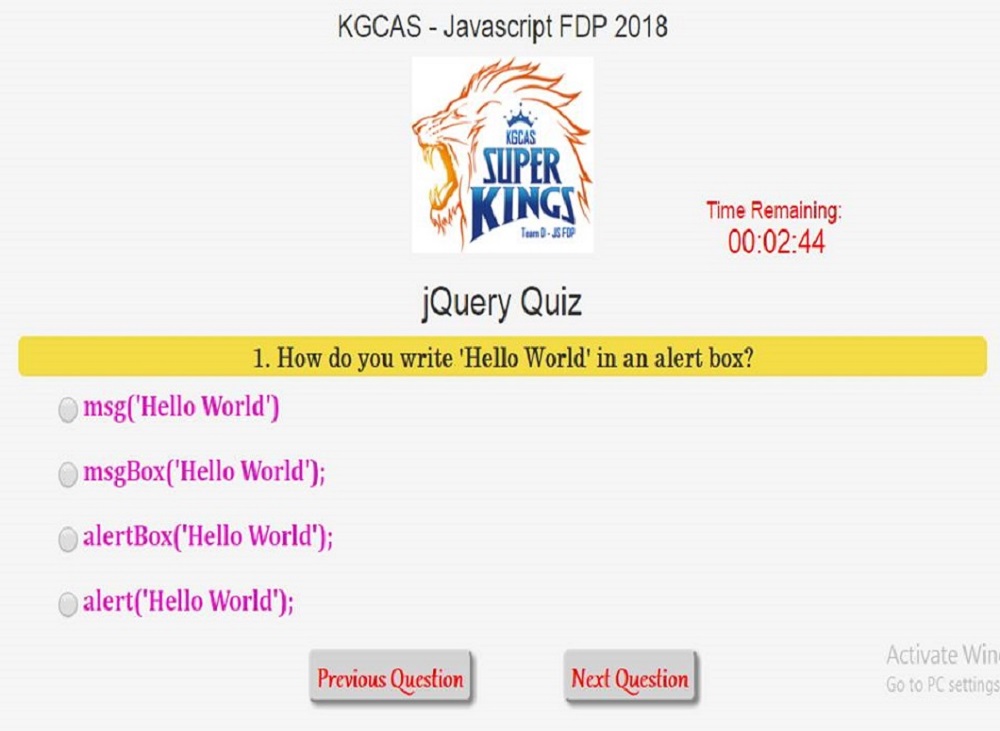 KGCAS - Javascript FDP 2018
KGCAS
SUPER
KINGS
Team D - JS FDP
Time Remaining:
00:02:44
jQuery Quiz
1. How do you write 'Hello World' in an alert box?
msg('Hello World')
msgBox('Hello World');
alertBox('Hello World');
alert('Hello World');
Previous Question
Next Question
Activate Win
Go to PC settings